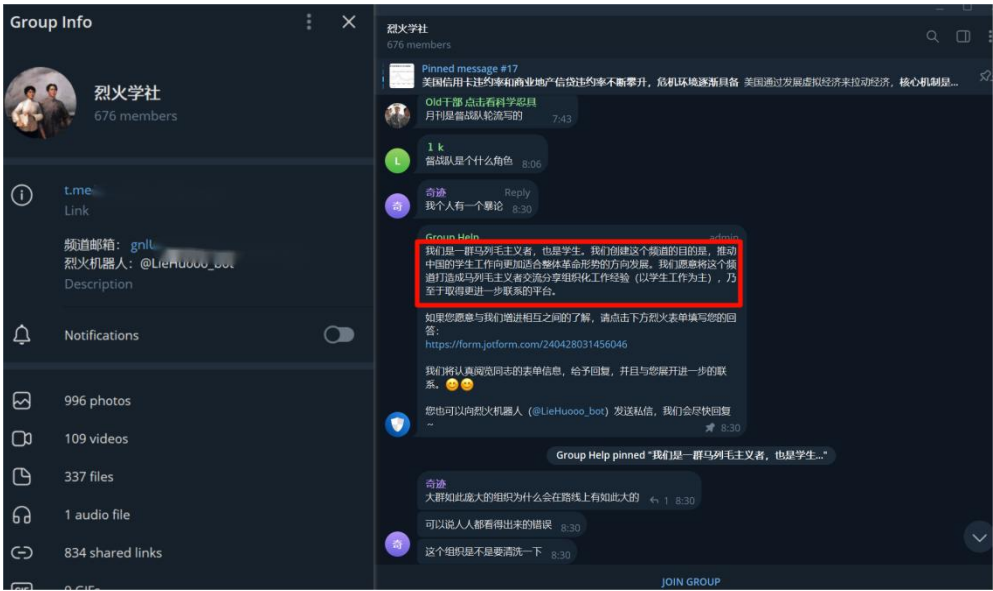 Group Info
烈火学社
676 members
t.me
Link
频道邮箱： gnlU
烈火机器人：@LieHuooo_bot
Description
Notifications
996 photos
109 videos
337 files
1 audio file
834 shared links
0 GIFs
烈火学社
676 members
Pinned message #17
美国信用卡违约率和商业地产信贷违约率不断攀升，危机环境逐渐具备 美国通过发展虚拟经济来拉动经济，核心机制是...
Old干部 点击看科学忍具
月刊是督战队轮流写的 7:43
1 k
L
督战队是个什么角色 8:06
奇迹 Reply
奇
我个人有一个暴论 8:30
Group Help admin
我们是一群马列毛主义者，也是学生。我们创建这个频道的目的是，推动
中国的学生工作向更加适合整体革命形势的方向发展。我们愿意将这个频
道打造成马列毛主义者交流分享组织化工作经验（以学生工作为主），乃
至于取得更进一步联系的平台。
如果您愿意与我们增进相互之间的了解，请点击下方烈火表单填写您的回
答：
https://form.jotform.com/240428031456046
我们将认真阅览同志的表单信息，给予回复，并且与您展开进一步的联
系。😊😊
您也可以向烈火机器人（@LieHuooo_bot）发送私信，我们会尽快回复
~ 8:30
Group Help pinned "我们是一群马列毛主义者，也是学生..."
奇迹
大群如此庞大的组织为什么会在路线上有如此大的 1 8:30
可以说人人都看得出来的错误 8:30
奇
这个组织是不是要清洗一下 8:30
JOIN GROUP